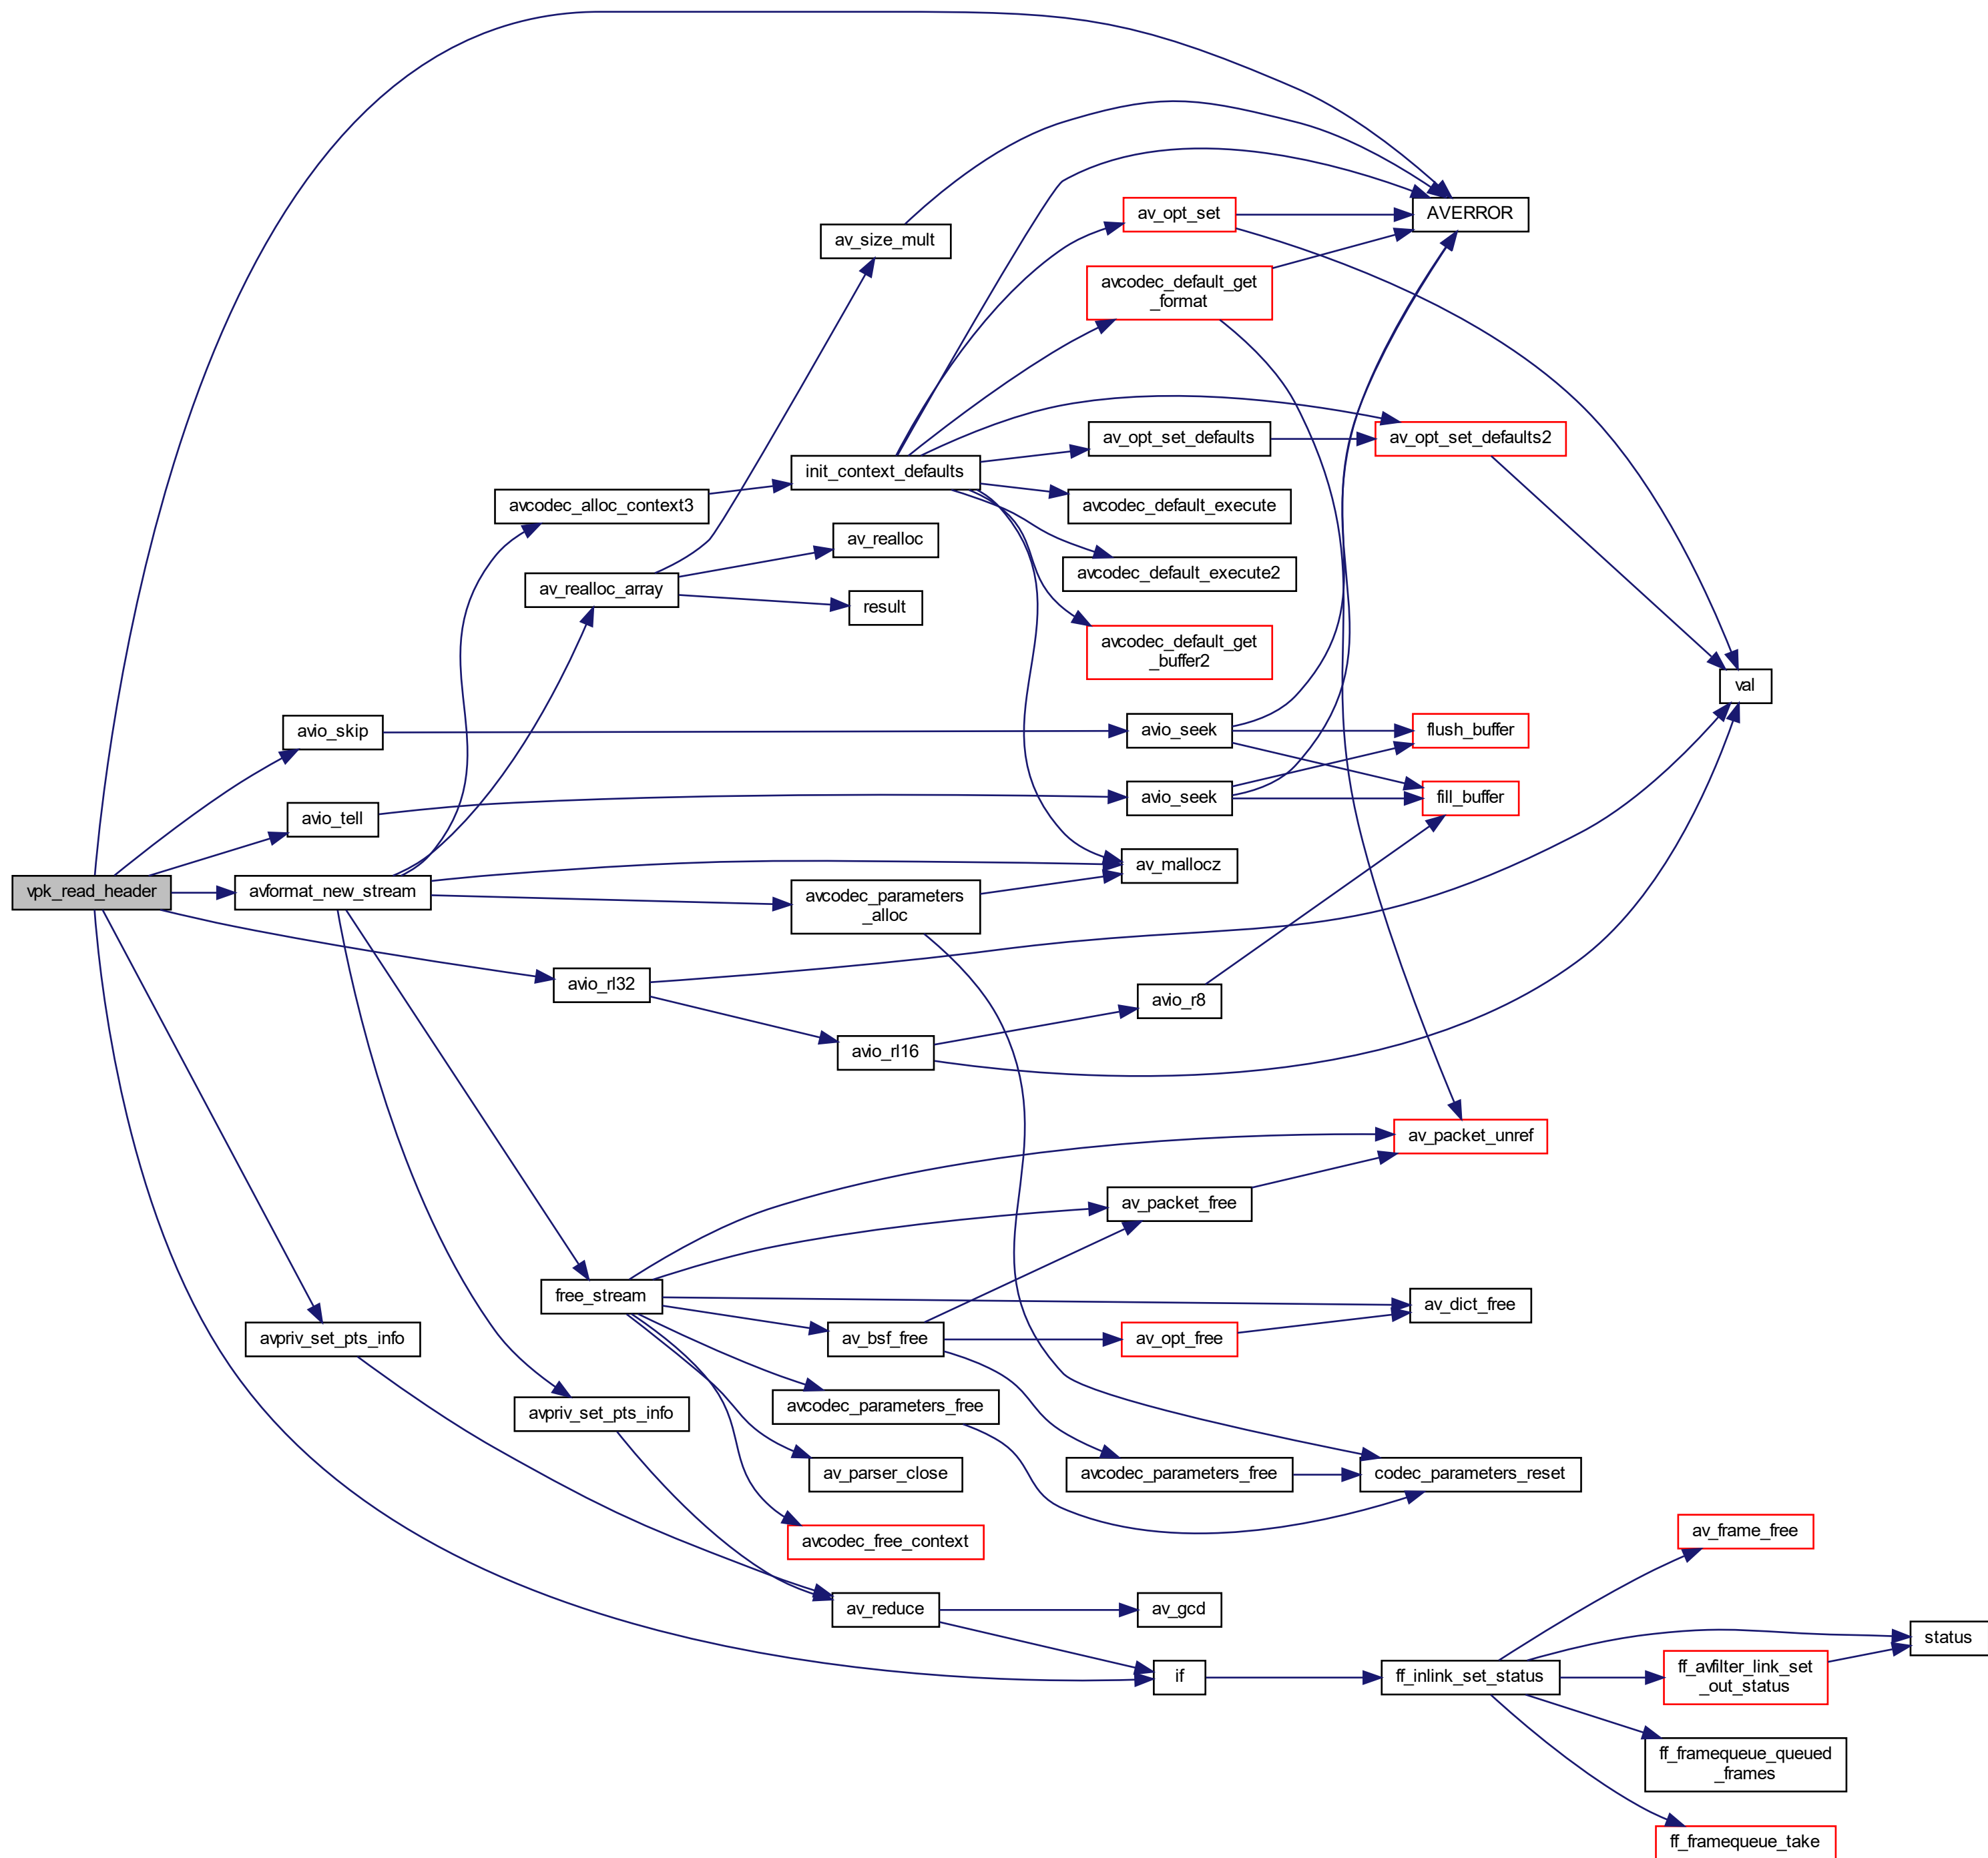 vpk_read_header
avio_skip
avio_tell
avformat_new_stream
avpriv_set_pts_info
avcodec_alloc_context3
av_realloc_array
avio_rl32
free_stream
avpriv_set_pts_info
av_size_mult
init_context_defaults
av_realloc
result
avcodec_parameters
_alloc
avio_rl16
av_bsf_free
avcodec_parameters_free
av_parser_close
avcodec_free_context
av_reduce
av_opt_set
avcodec_default_get
_format
av_opt_set_defaults
avcodec_default_execute
avcodec_default_execute2
avcodec_default_get
_buffer2
avio_seek
avio_seek
av_mallocz
avio_r8
av_packet_free
av_opt_free
avcodec_parameters_free
av_gcd
if
AVERROR
av_opt_set_defaults2
flush_buffer
fill_buffer
av_packet_unref
av_dict_free
codec_parameters_reset
ff_inlink_set_status
val
av_frame_free
ff_avfilter_link_set
_out_status
ff_framequeue_queued
_frames
ff_framequeue_take
status